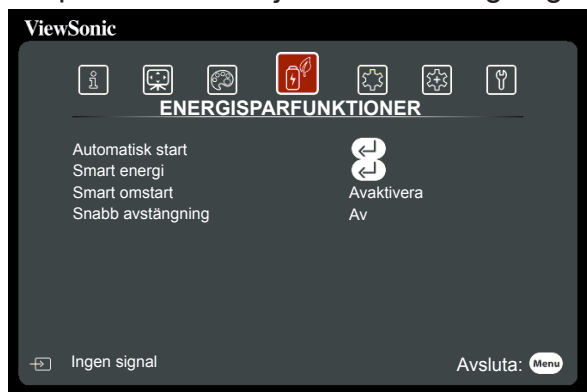 ViewSonic
ENERGISPARFUNKTIONER
Automatisk start
Smart energi
Smart omstart Avaktivera
Snabb avstängning Av
Ingen signal Avsluta: Menu